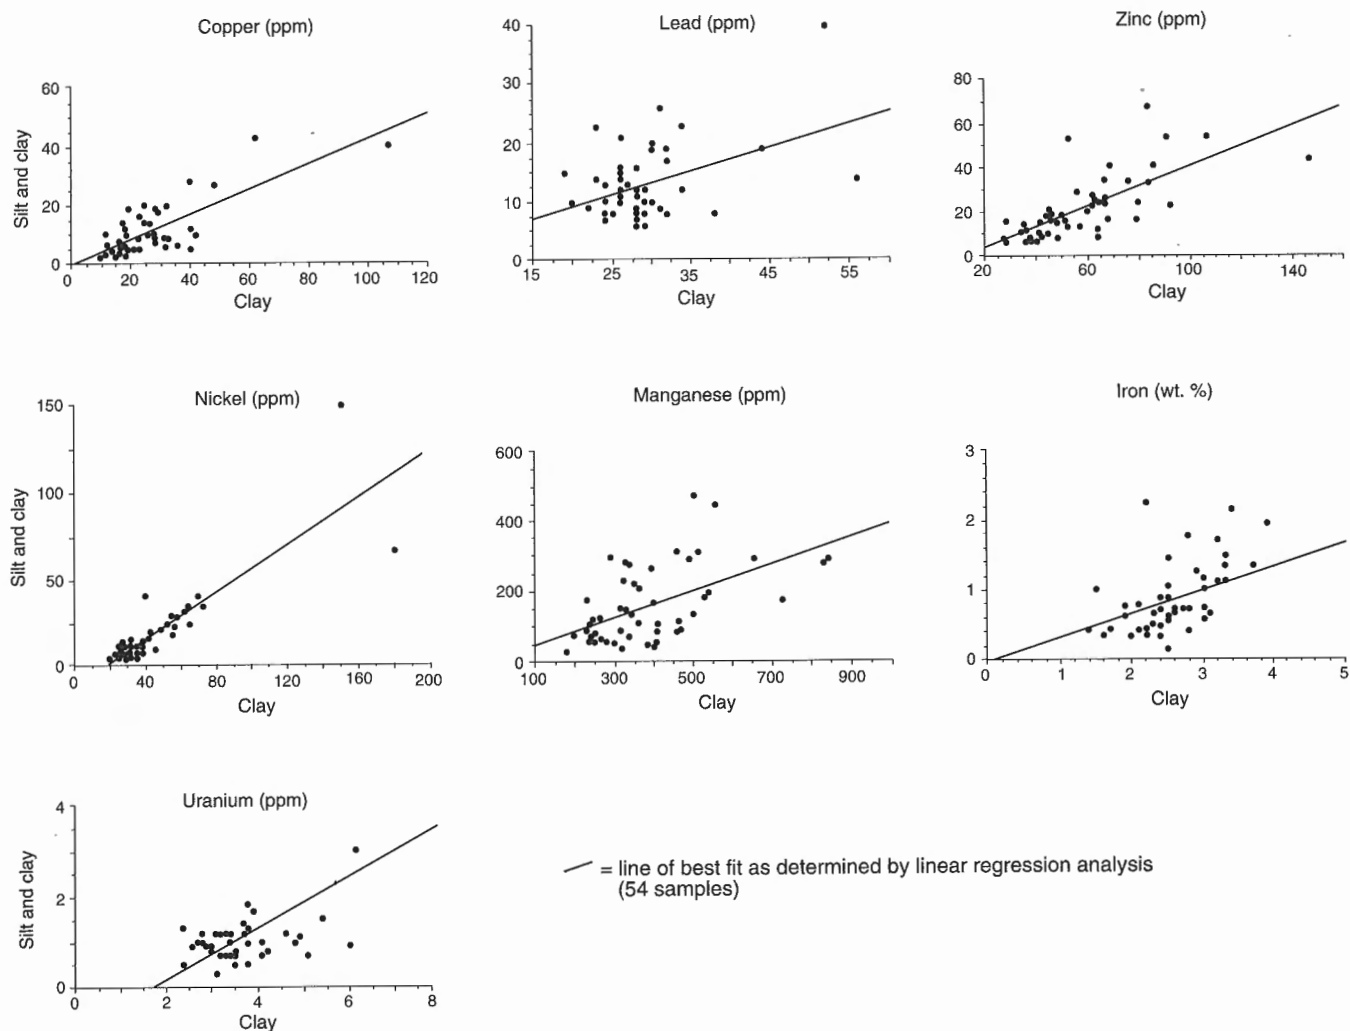 Copper (ppm)
60
40
20
0
Silt and clay
0 20 40 60 80 100 120
Clay
Lead (ppm)
40
30
20
10
0
15 25 35 45 55
Clay
Zinc (ppm)
80
60
40
20
0
20 60 100 140
Clay
Nickel (ppm)
150
100
50
0
Silt and clay
0 40 80 120 160 200
Clay
Manganese (ppm)
600
400
200
0
100 300 500 700 900
Clay
Iron (wt. %)
3
2
1
0
0 1 2 3 4 5
Clay
Uranium (ppm)
4
2
0
Silt and clay
0 2 4 6 8
Clay
= line of best fit as determined by linear regression analysis
(54 samples)